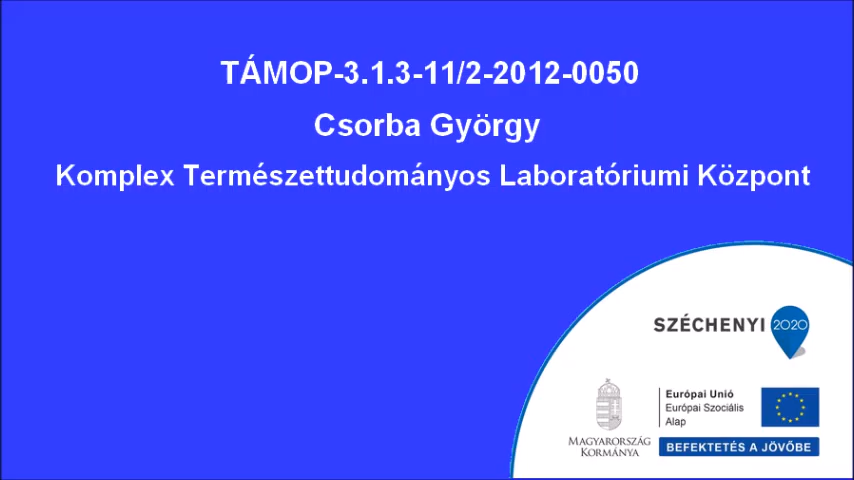 TÁMOP-3.1.3-11/2-2012-0050
Csorba György
Komplex Természettudományos Laboratóriumi Központ
SZÉCHENYI 2020
Európai Unió
Európai Szociális
Alap
MAGYARORSZÁG
KORMÁNYA
BEFEKTETÉS A JÖVŐBE